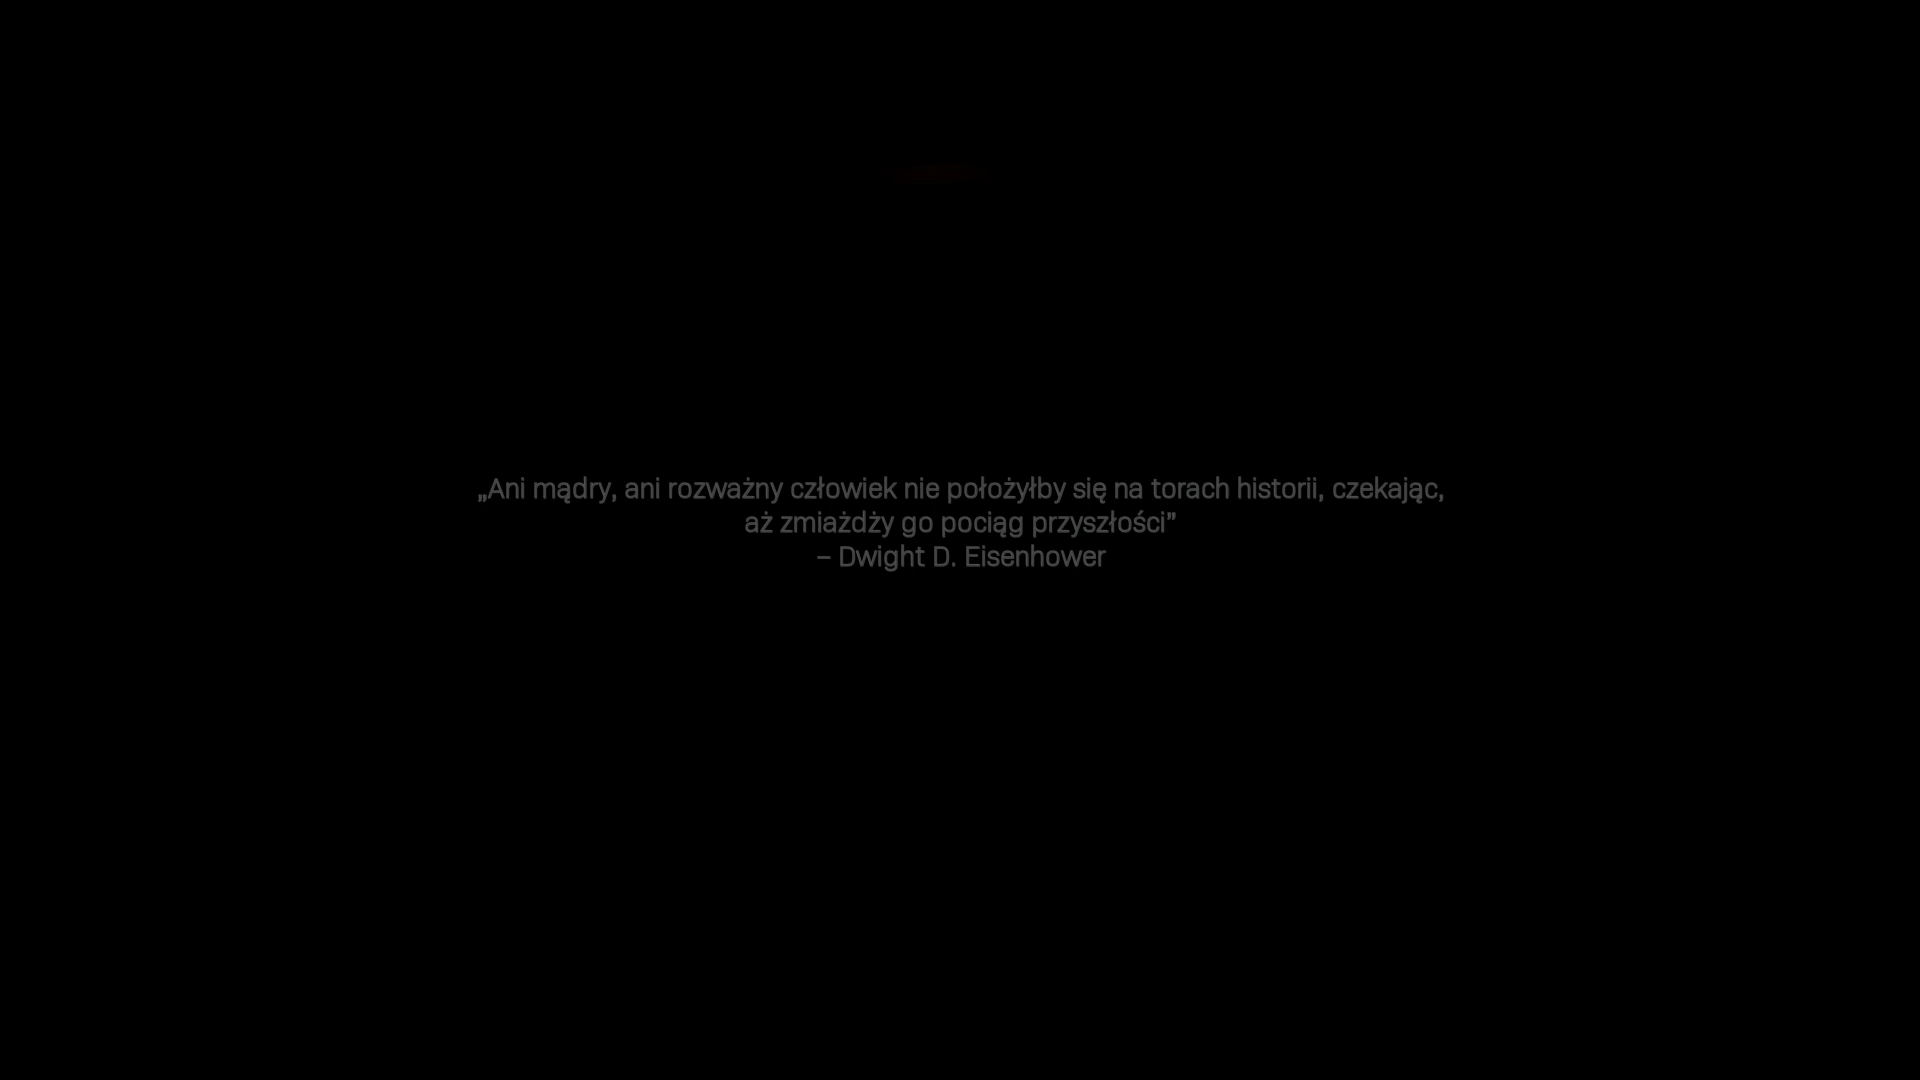 „Ani mądry, ani rozważny człowiek nie położyłby się na torach historii, czekając,
aż zmiażdży go pociąg przyszłości”
– Dwight D. Eisenhower